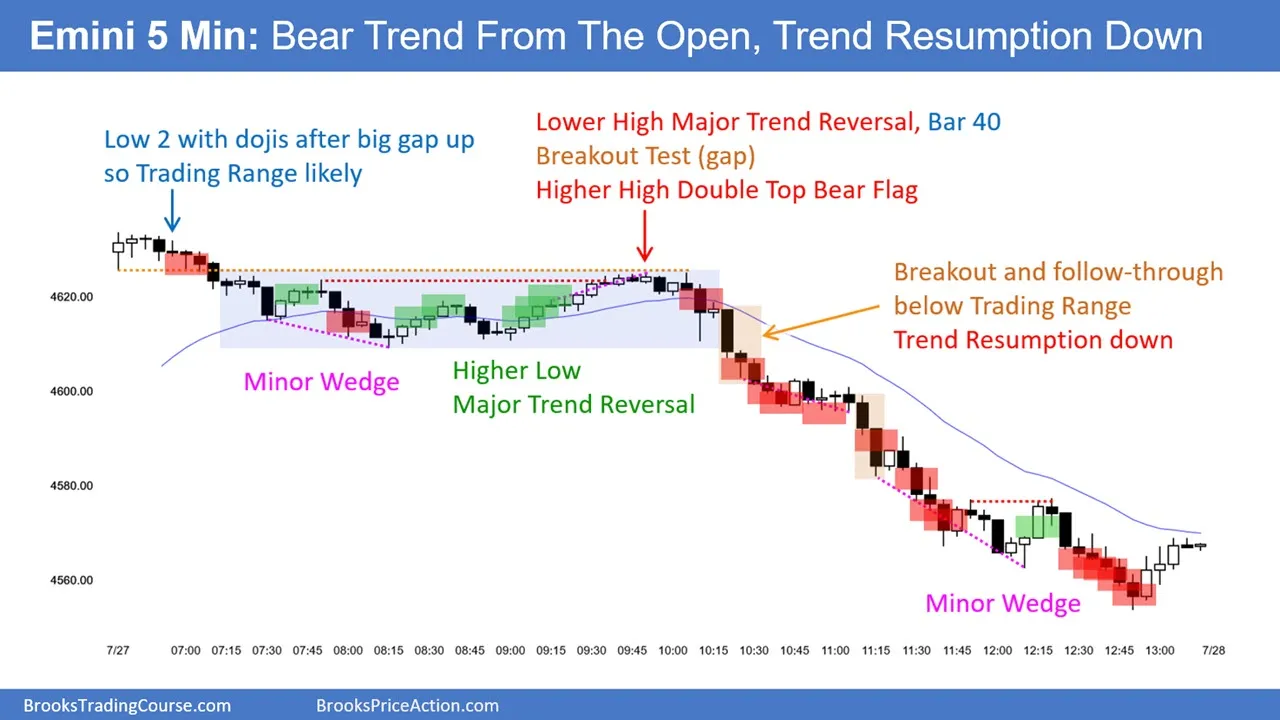 Emini 5 Min: Bear Trend From The Open, Trend Resumption Down
Low 2 with dojis after big gap up
so Trading Range likely
Lower High Major Trend Reversal, Bar 40
Breakout Test (gap)
Higher High Double Top Bear Flag
Breakout and follow-through
below Trading Range
Trend Resumption down
4620.00
4600.00
4580.00
4560.00
Minor Wedge
Higher Low
Major Trend Reversal
Minor Wedge
7/27 07:00 07:15 07:30 07:45 08:00 08:15 08:30 08:45 09:00 09:15 09:30 09:45 10:00 10:15 10:30 10:45 11:00 11:15 11:30 11:45 12:00 12:15 12:30 12:45 13:00 7/28
BrooksTradingCourse.com BrooksPriceAction.com